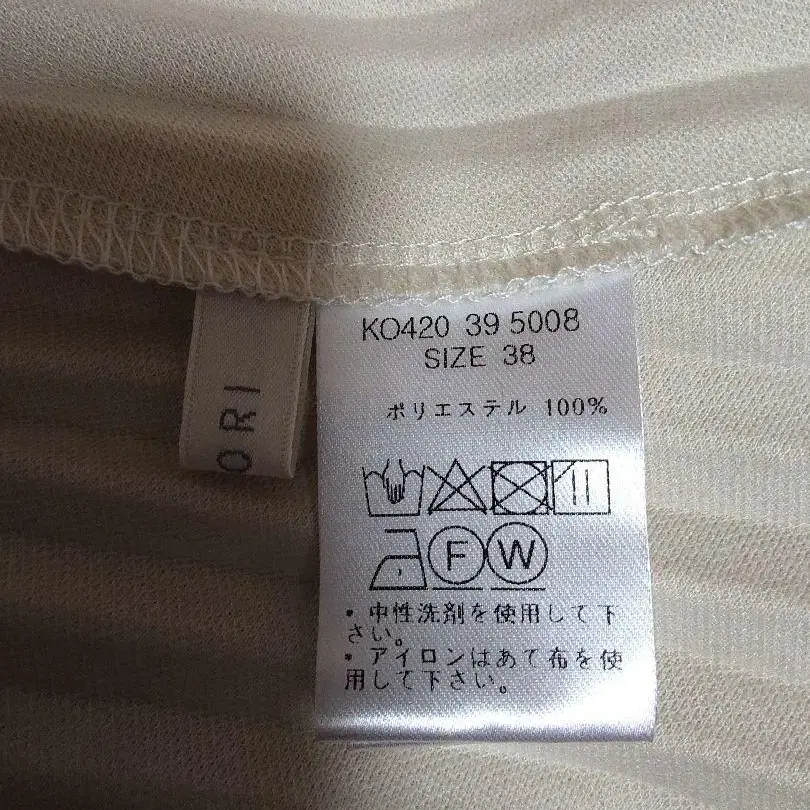 KO420 39 5008
SIZE 38
ポリエステル 100%
F W
・中性洗剤を使用して下
さい。
・アイロンはあて布を使
用して下さい。
ORI